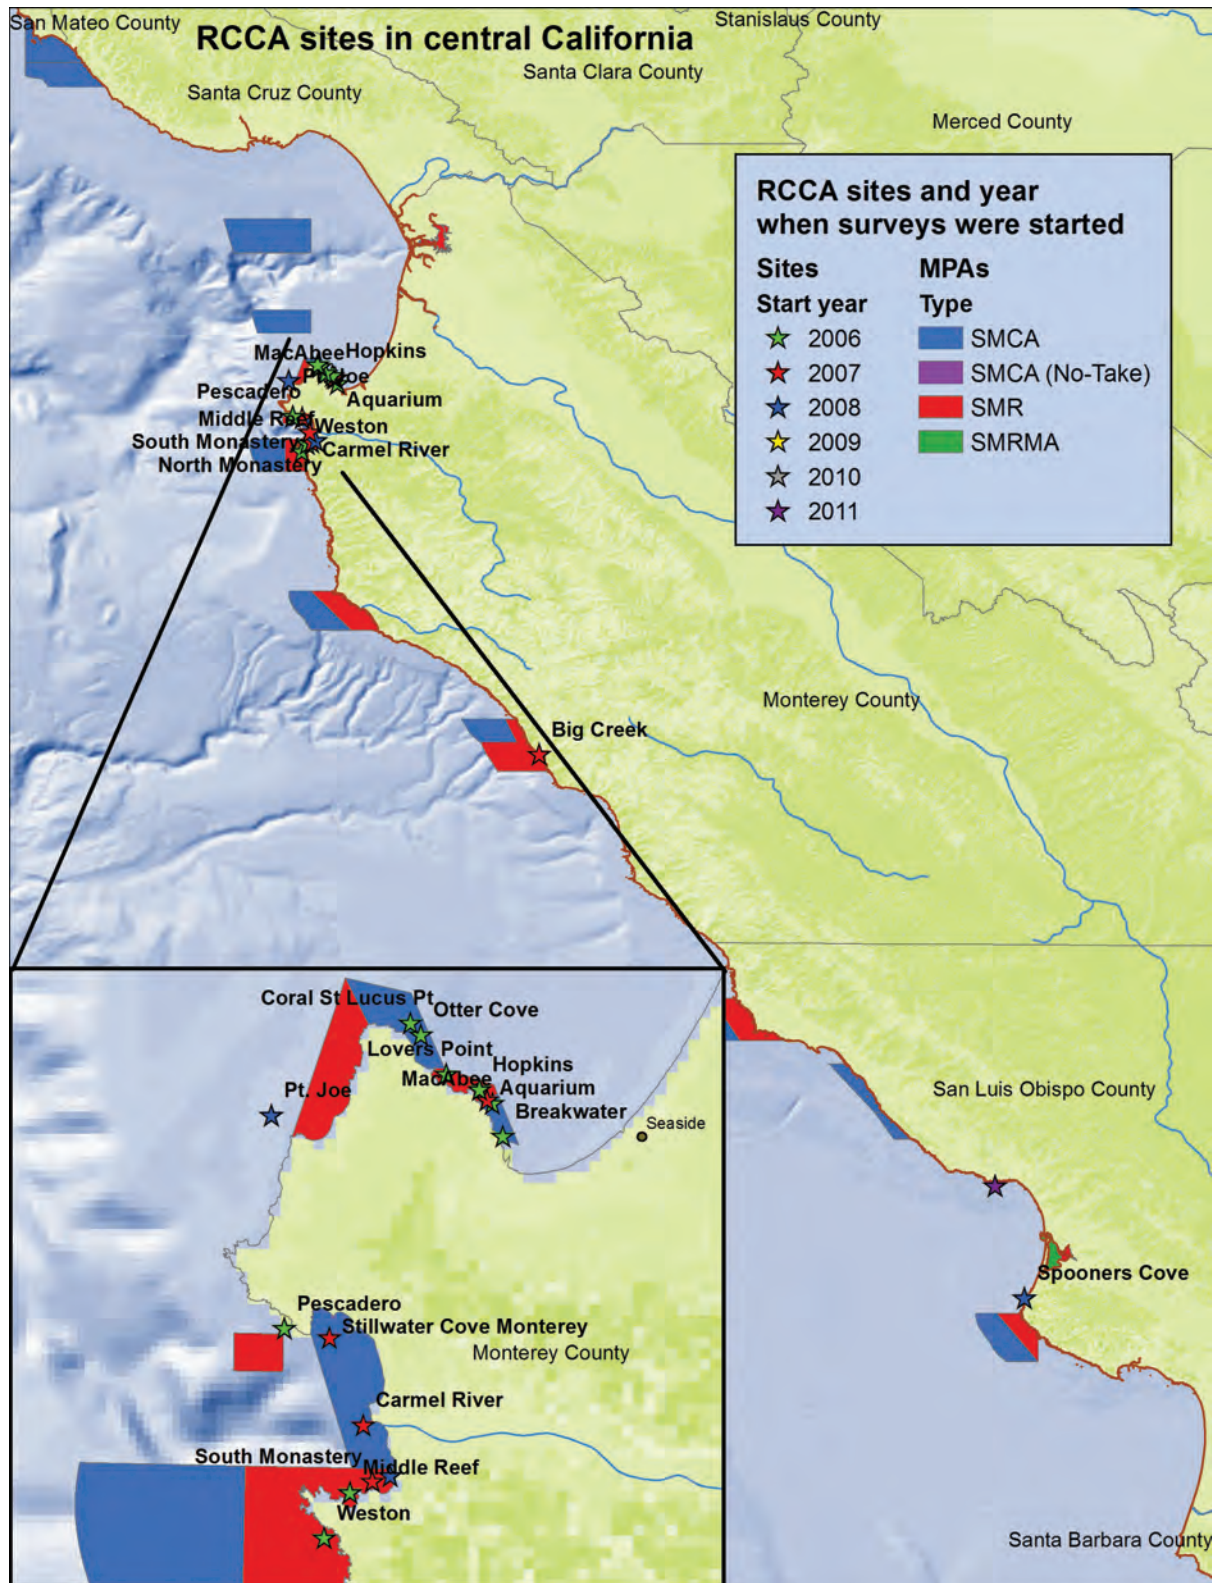 San Mateo County
Stanislaus County
RCCA sites in central California
Santa Clara County
Santa Cruz County
Merced County
RCCA sites and year
when surveys were started
Sites
MPAs
Start year
Type
2006
SMCA
2007
SMCA (No-Take)
2008
SMR
2009
SMRMA
2010
2011
MacAbee
Hopkins
Pescadero
Aquarium
Middle Reef
Weston
South Monastery
Carmel River
North Monastery
Monterey County
Big Creek
Coral St
Lucus Pt
Otter Cove
Lovers Point
Hopkins
MacAbee
Aquarium
Pt. Joe
Breakwater
Seaside
San Luis Obispo County
Spooners Cove
Pescadero
Stillwater Cove Monterey
Monterey County
Carmel River
South Monastery
Middle Reef
Weston
Santa Barbara County